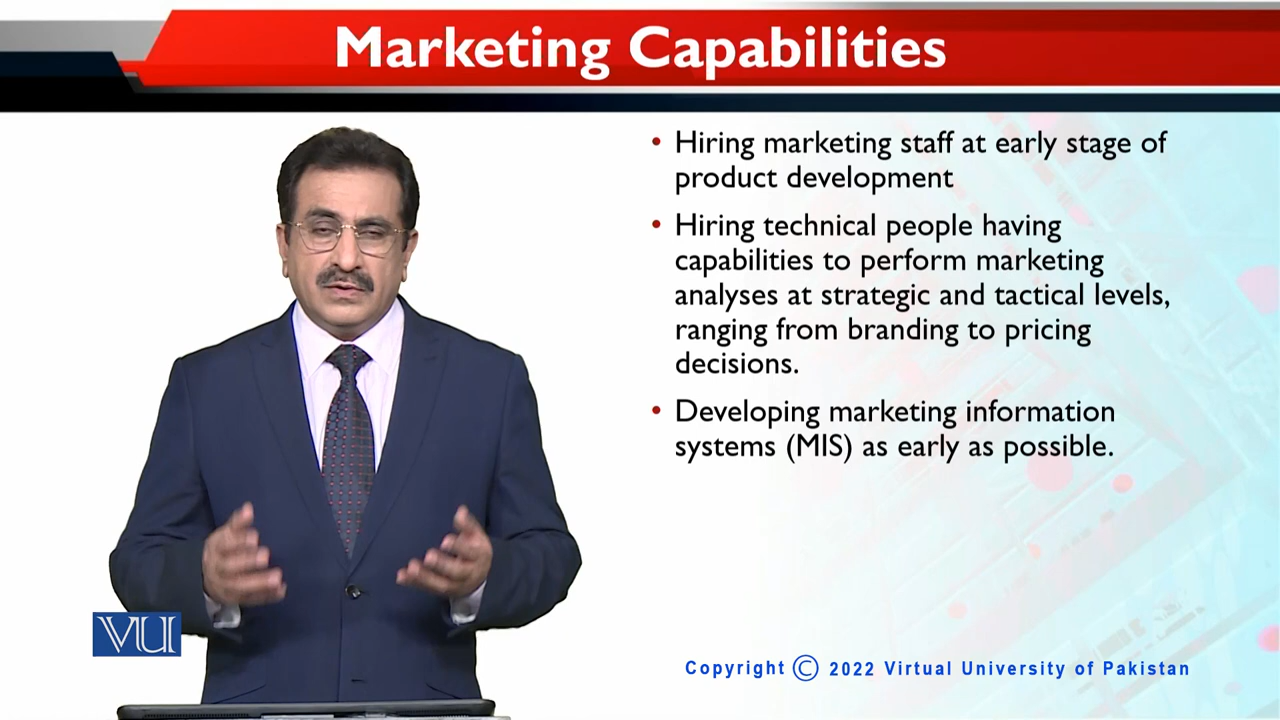 Marketing Capabilities
• Hiring marketing staff at early stage of
product development
• Hiring technical people having
capabilities to perform marketing
analyses at strategic and tactical levels,
ranging from branding to pricing
decisions.
• Developing marketing information
systems (MIS) as early as possible.
VU
Copyright © 2022 Virtual University of Pakistan